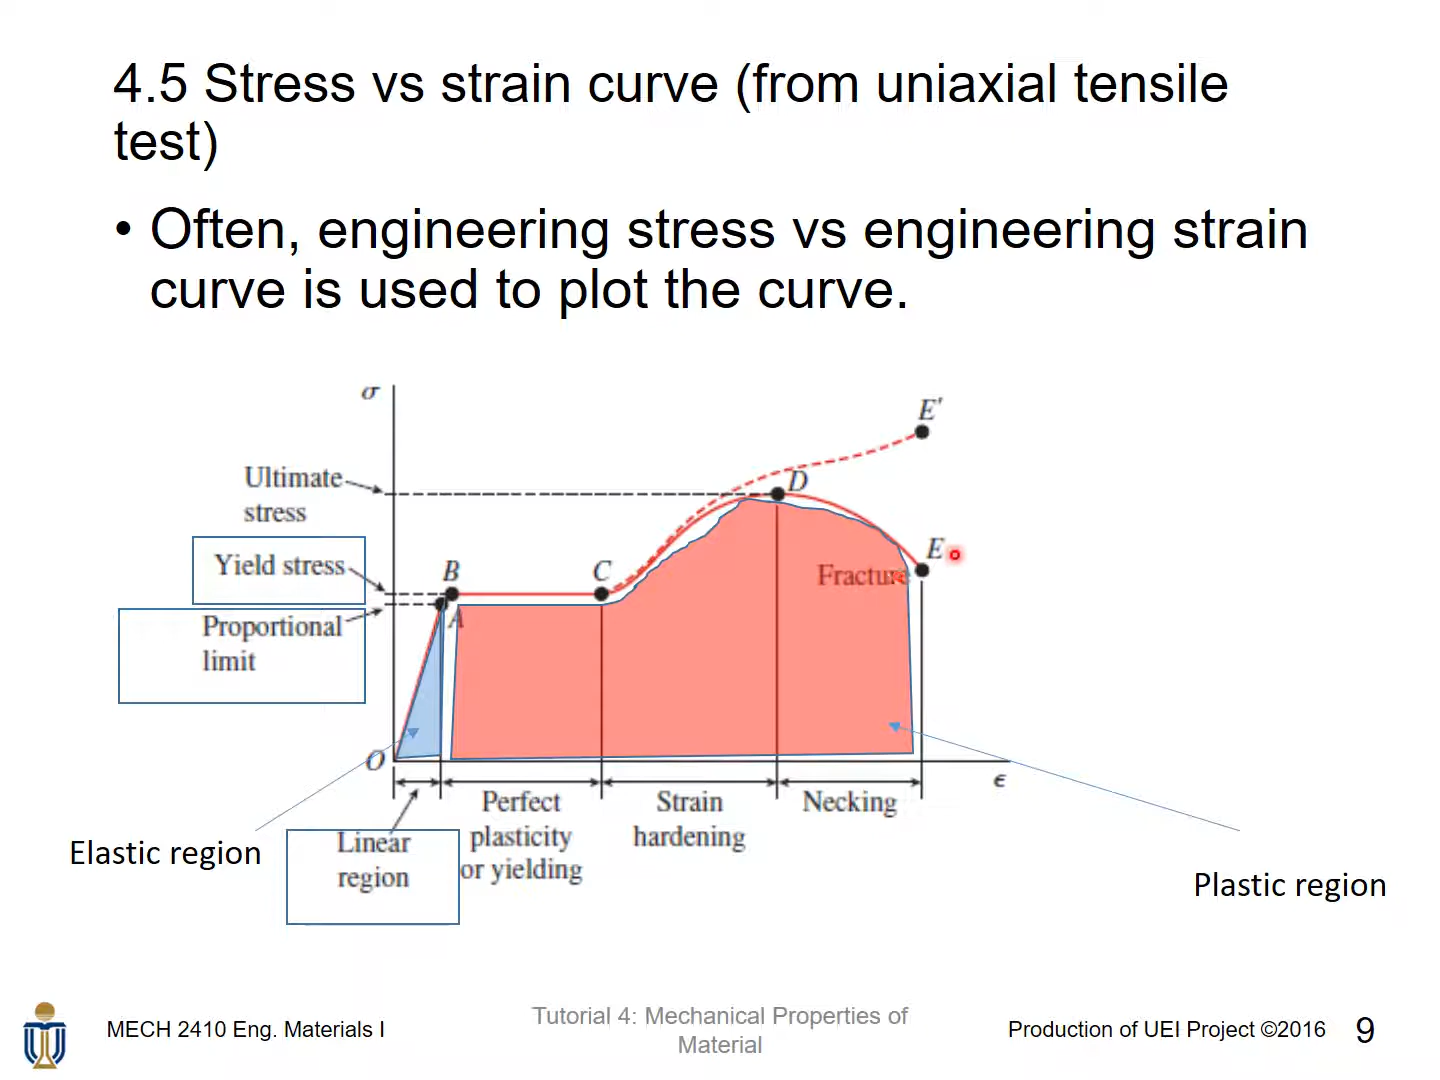 4.5 Stress vs strain curve (from uniaxial tensile
test)
• Often, engineering stress vs engineering strain
curve is used to plot the curve.
σ
E'
Ultimate
stress
D
Yield stress
B
C
E
Fracture
A
Proportional
limit
O
ϵ
Perfect
plasticity
or yielding
Strain
hardening
Necking
Linear
region
Elastic region
Plastic region
MECH 2410 Eng. Materials I
Tutorial 4: Mechanical Properties of
Material
Production of UEI Project ©2016
9